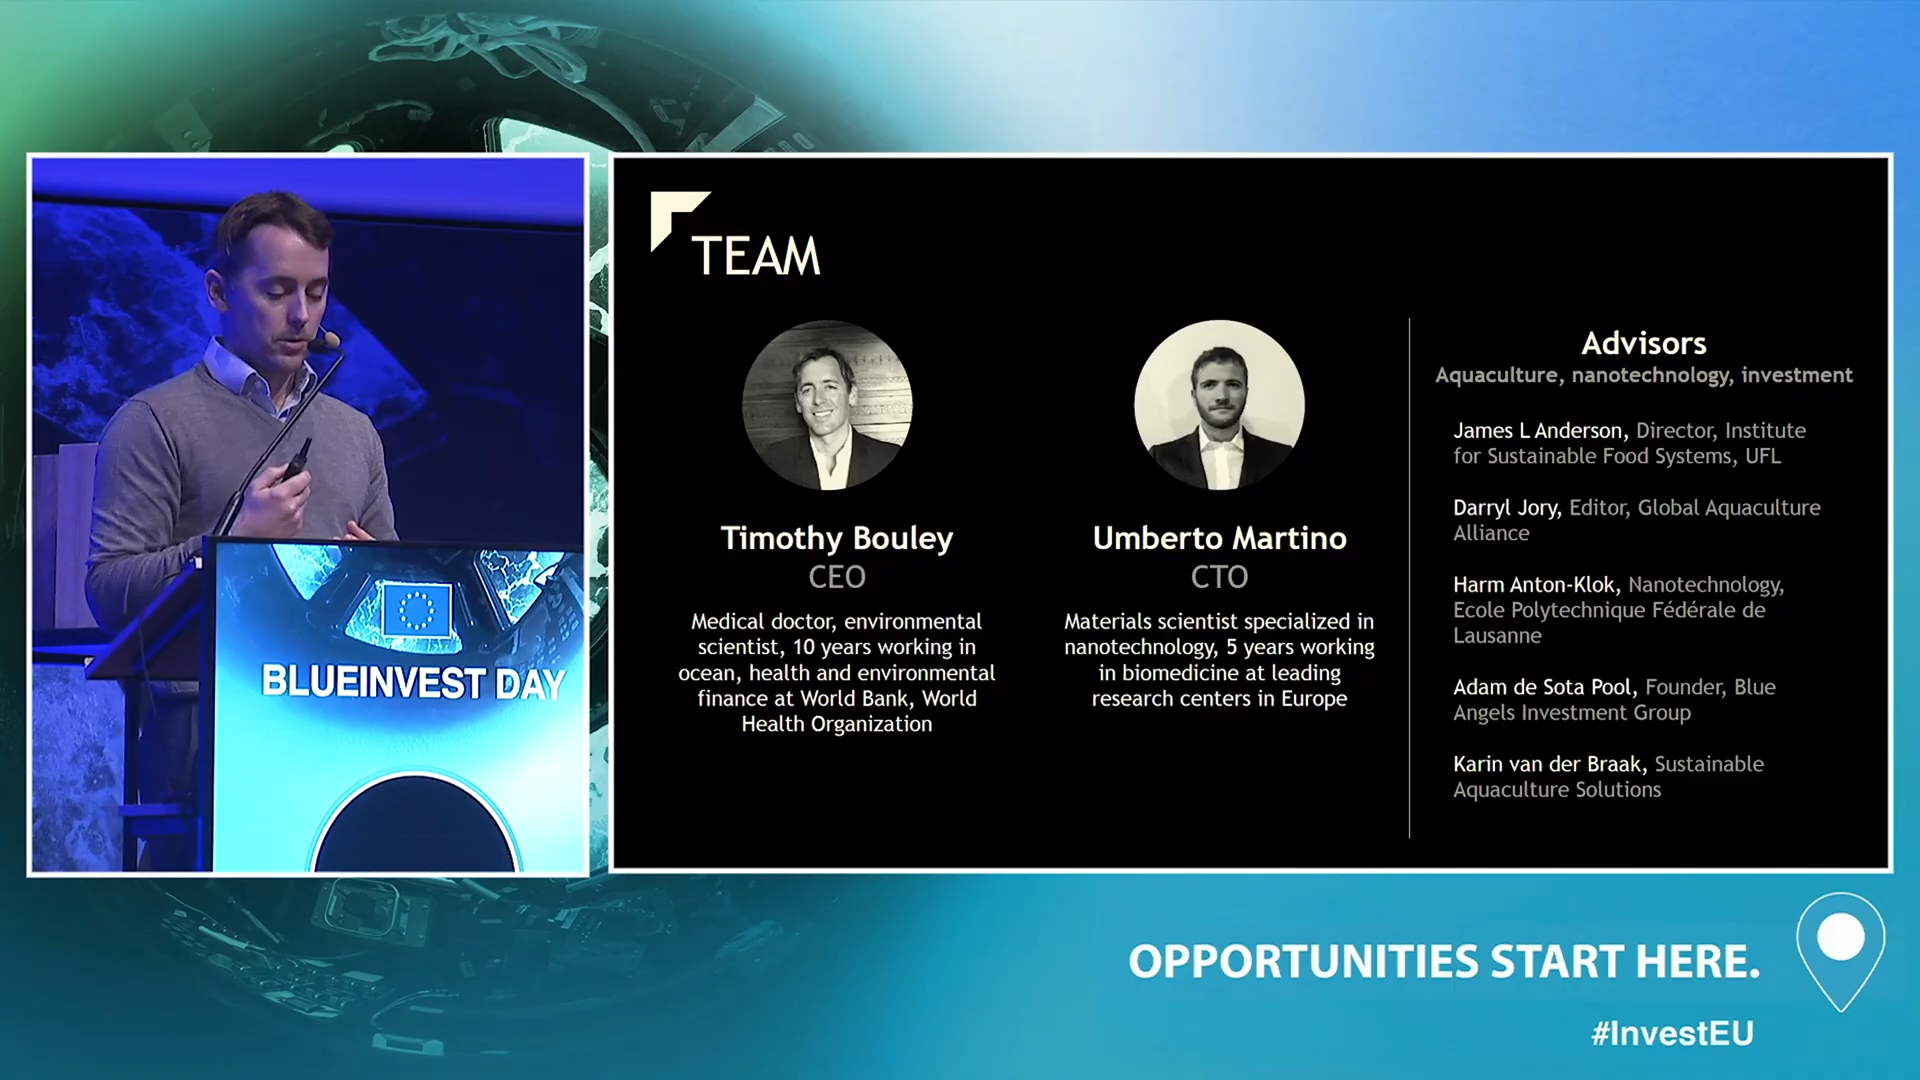 BLUEINVEST DAY
TEAM
Timothy Bouley
CEO
Medical doctor, environmental
scientist, 10 years working in
ocean, health and environmental
finance at World Bank, World
Health Organization
Umberto Martino
CTO
Materials scientist specialized in
nanotechnology, 5 years working
in biomedicine at leading
research centers in Europe
Advisors
Aquaculture, nanotechnology, investment
James L Anderson, Director, Institute
for Sustainable Food Systems, UFL
Darryl Jory, Editor, Global Aquaculture
Alliance
Harm Anton-Klok, Nanotechnology,
Ecole Polytechnique Fédérale de
Lausanne
Adam de Sota Pool, Founder, Blue
Angels Investment Group
Karin van der Braak, Sustainable
Aquaculture Solutions
OPPORTUNITIES START HERE.
#InvestEU